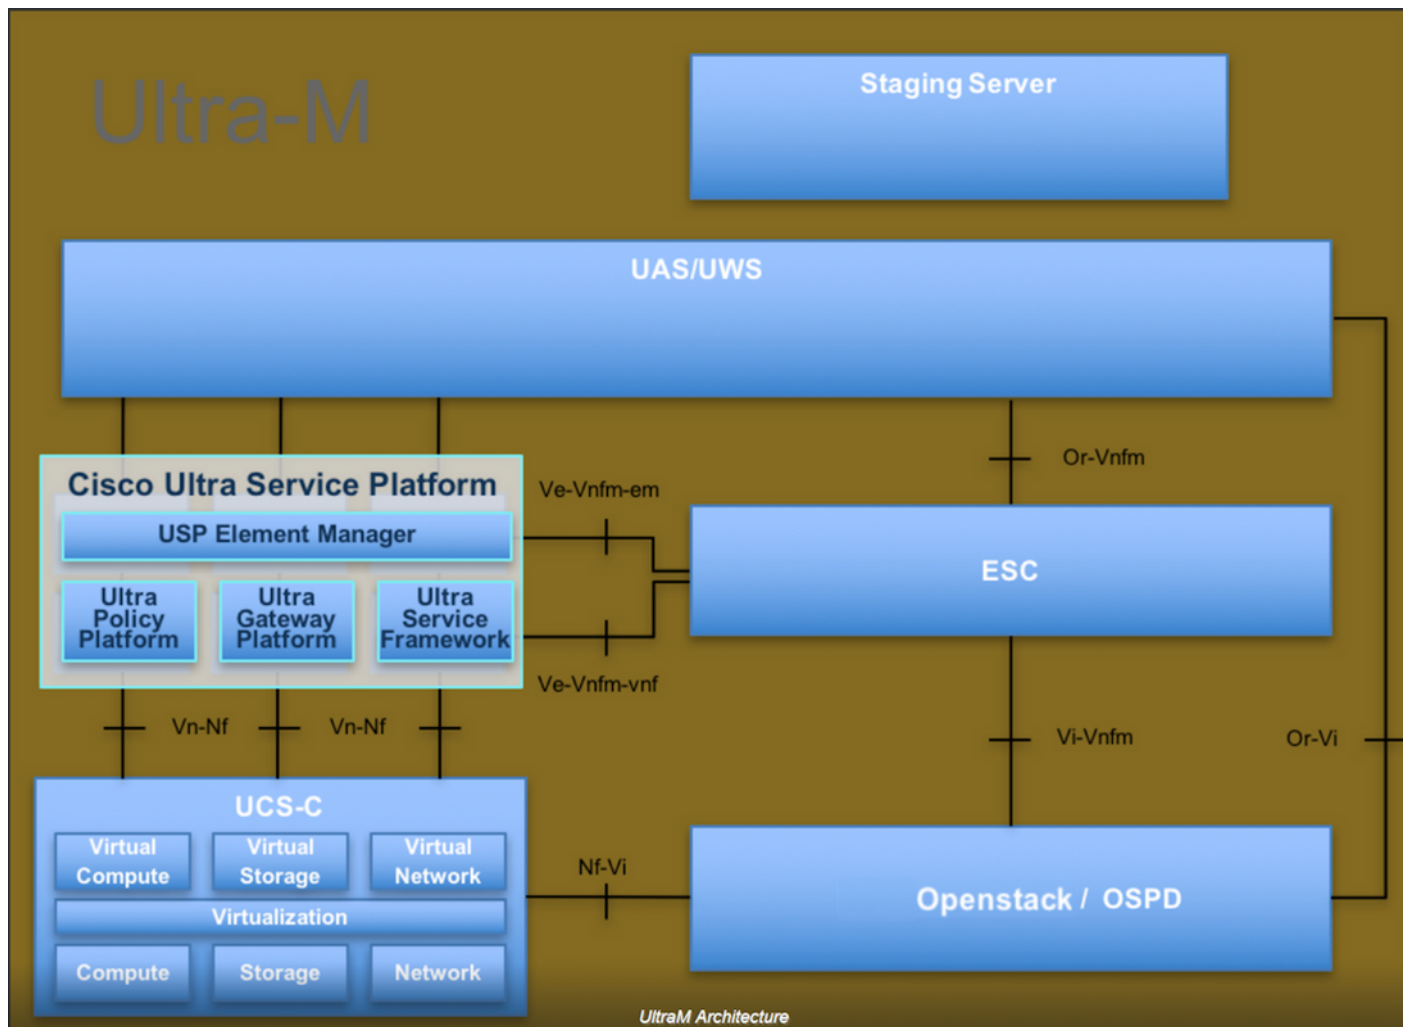 Ultra-M
Staging Server
UAS/UWS
Or-Vnfm
Cisco Ultra Service Platform
Ve-Vnfm-em
USP Element Manager
ESC
Ultra
Policy
Platform
Ultra
Gateway
Platform
Ultra
Service
Framework
Ve-Vnfm-vnf
Vn-Nf
Vn-Nf
Vi-Vnfm
Or-Vi
UCS-C
Virtual
Compute
Virtual
Storage
Virtual
Network
Nf-Vi
Openstack / OSPD
Virtualization
Compute
Storage
Network
UltraM Architecture